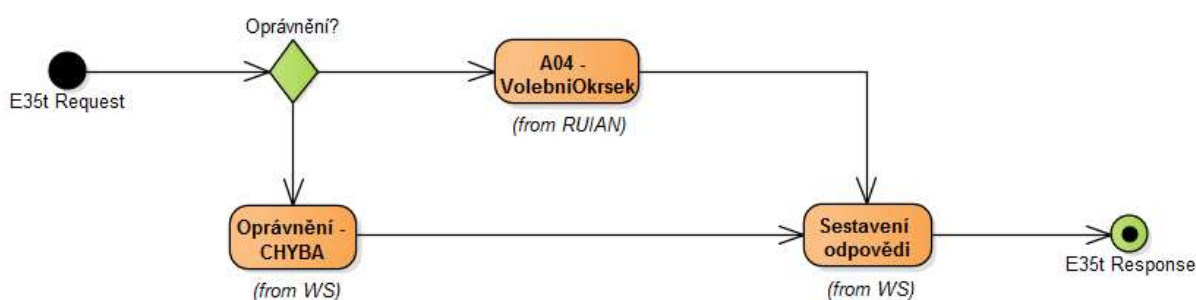 Oprávnění?
E35t Request
A04 -
VolebniOkrsek
(from RUIAN)
Oprávnění -
CHYBA
(from WS)
Sestavení
odpovědi
(from WS)
E35t Response